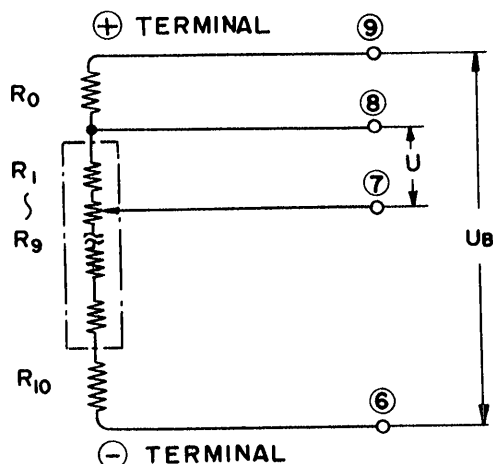 ⊕ TERMINAL ⑨
R0
⑧
R1 U
⑦
~
R9 UB
R10
⑥
⊖ TERMINAL